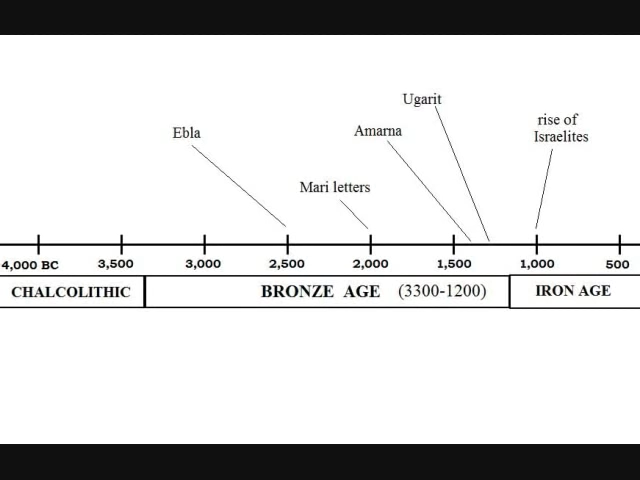 Ugarit
Amarna
rise of
Israelites
Ebla
Mari letters
4,000 BC 3,500 3,000 2,500 2,000 1,500 1,000 500
CHALCOLITHIC BRONZE AGE (3300-1200) IRON AGE